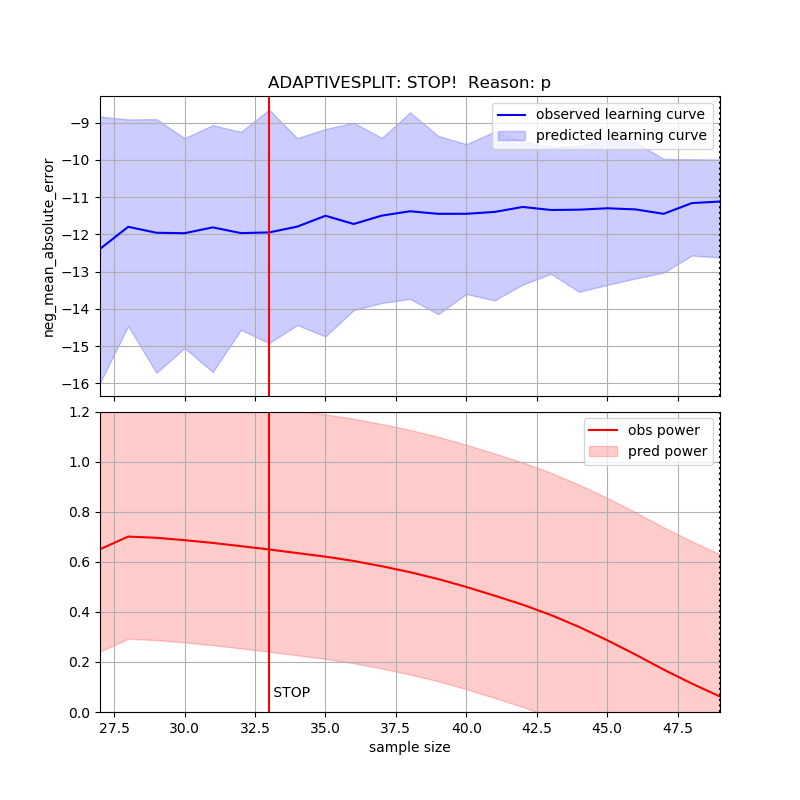 ADAPTIVESPLIT: STOP!  Reason: p
observed learning curve
predicted learning curve
−9
−10
−11
−12
−13
−14
−15
−16
neg_mean_absolute_error
obs power
pred power
1.2
1.0
0.8
0.6
0.4
0.2
0.0
STOP
27.5 30.0 32.5 35.0 37.5 40.0 42.5 45.0 47.5
sample size